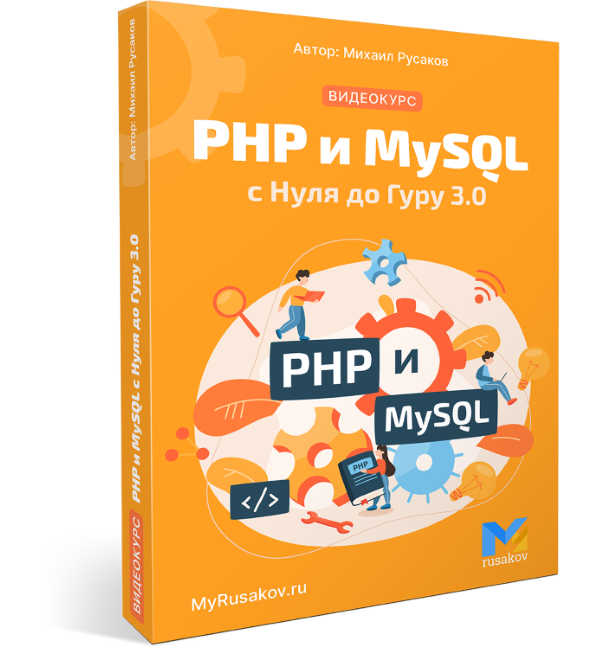 Автор: Михаил Русаков
ВИДЕОКУРС
PHP и MySQL
с Нуля до Гуру 3.0
PHP и
MySQL
PHP
</>
rusakov
MyRusakov.ru
Автор: Михаил Русаков
PHP и MySQL с Нуля до Гуру 3.0
ВИДЕОКУРС